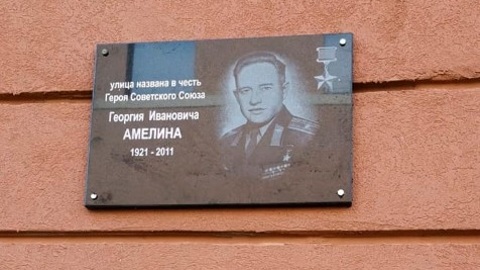 улица названа в честь
Героя Советского Союза
Георгия Ивановича
АМЕЛИНА
1921 - 2011